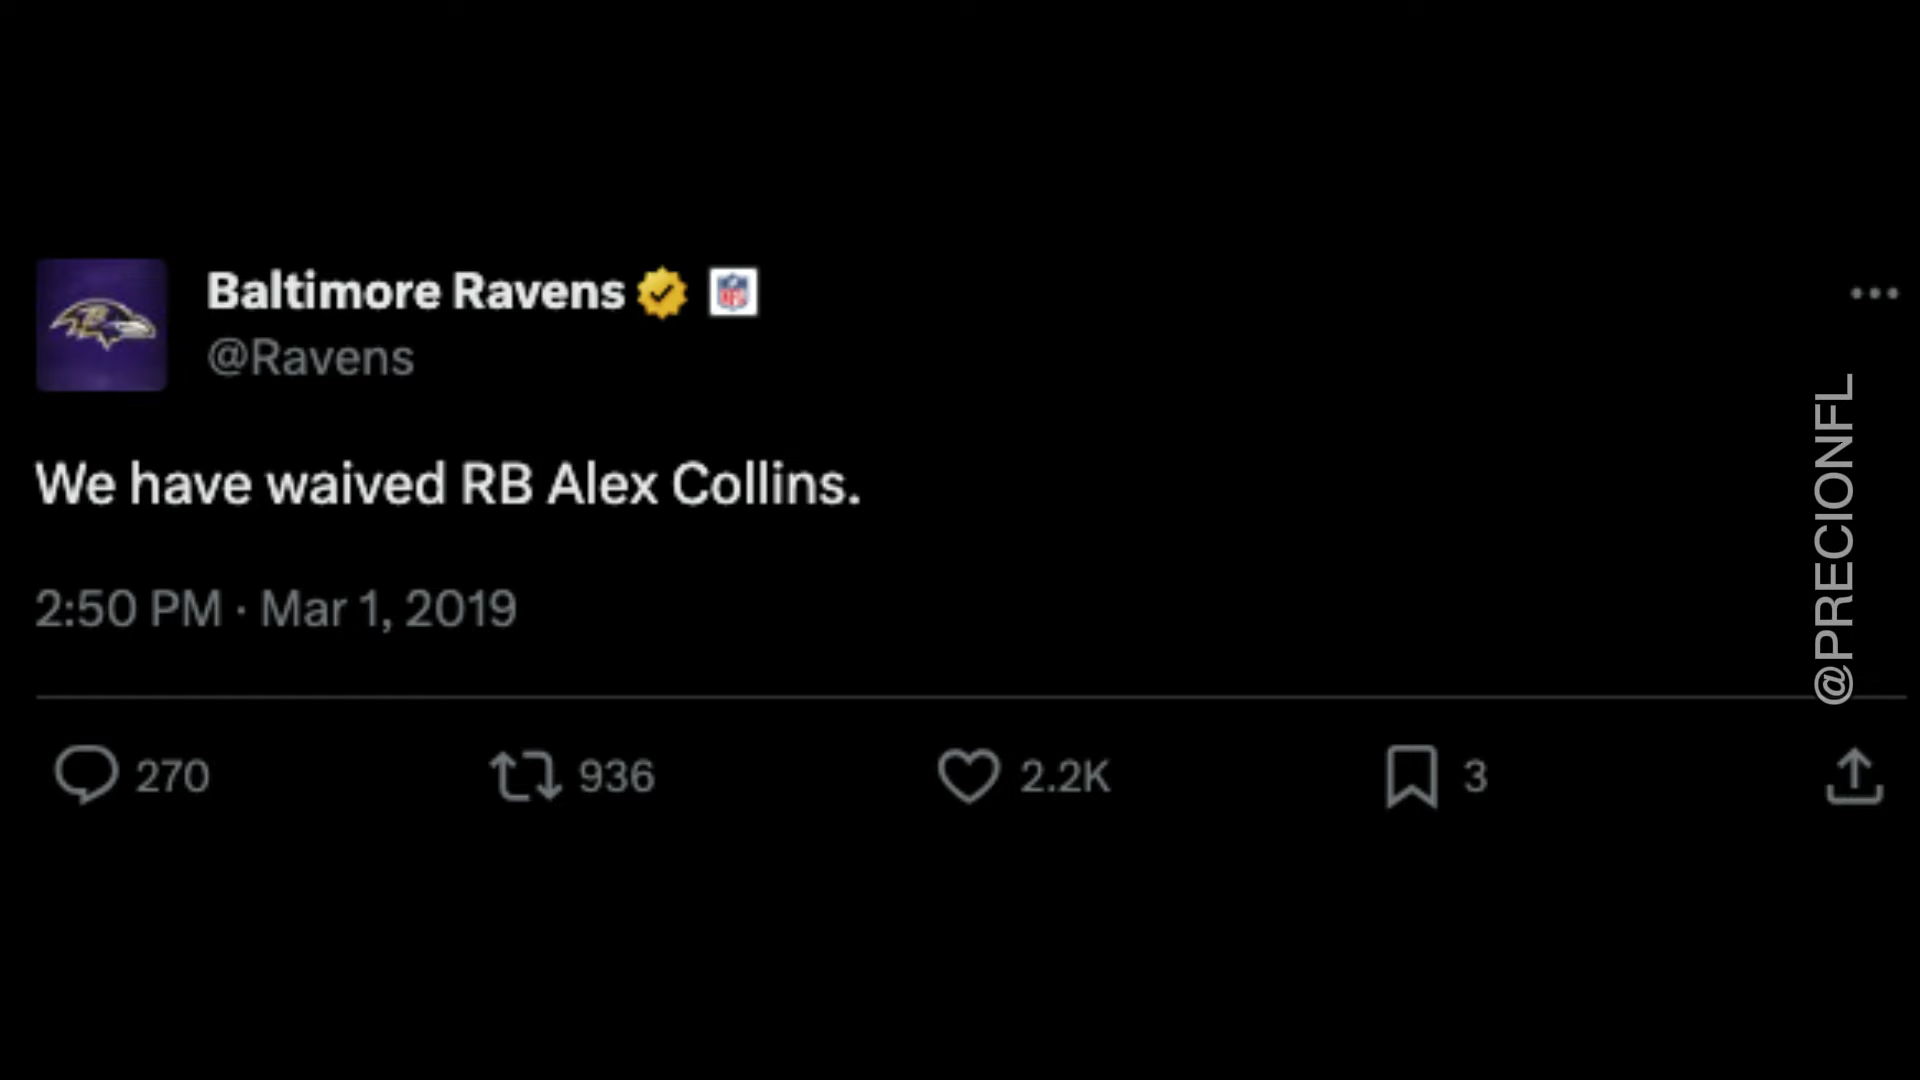 Baltimore Ravens
@Ravens
We have waived RB Alex Collins.
2:50 PM · Mar 1, 2019
270 936 2.2K 3
@PRECIONFL